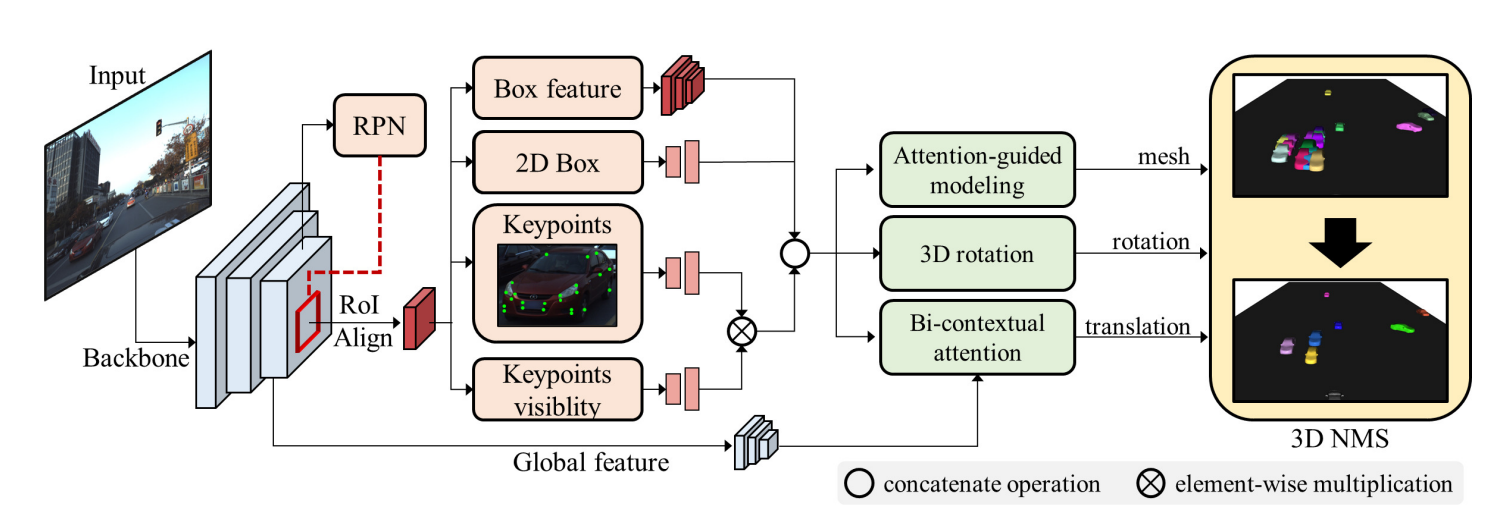 Input
Backbone
RPN
RoI
Align
Box feature
2D Box
Keypoints
Keypoints
visiblity
Global feature
Attention-guided
modeling
3D rotation
Bi-contextual
attention
mesh
rotation
translation
3D NMS
concatenate operation
element-wise multiplication